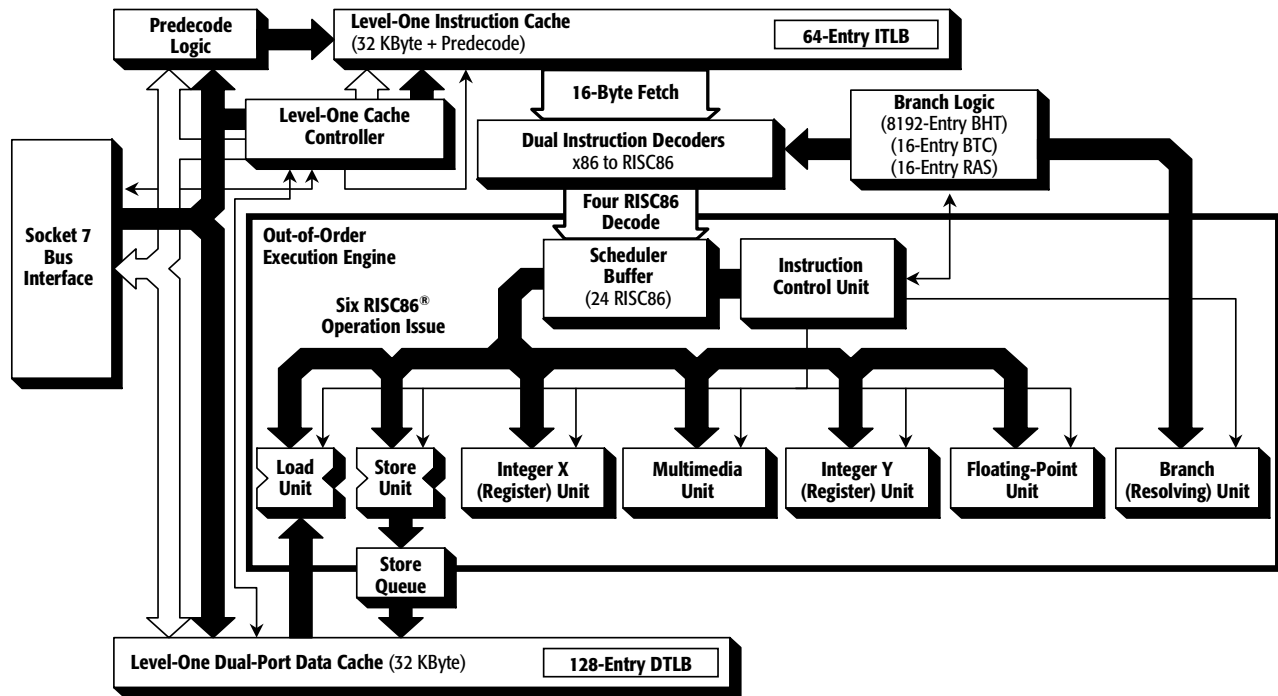 Predecode
Logic
Level-One Instruction Cache
(32 KByte + Predecode)
64-Entry ITLB
16-Byte Fetch
Level-One Cache
Controller
Dual Instruction Decoders
x86 to RISC86
Branch Logic
(8192-Entry BHT)
(16-Entry BTC)
(16-Entry RAS)
Four RISC86
Decode
Socket 7
Bus
Interface
Out-of-Order
Execution Engine
Scheduler
Buffer
(24 RISC86)
Instruction
Control Unit
Six RISC86®
Operation Issue
Load
Unit
Store
Unit
Integer X
(Register) Unit
Multimedia
Unit
Integer Y
(Register) Unit
Floating-Point
Unit
Branch
(Resolving) Unit
Store
Queue
Level-One Dual-Port Data Cache (32 KByte)
128-Entry DTLB